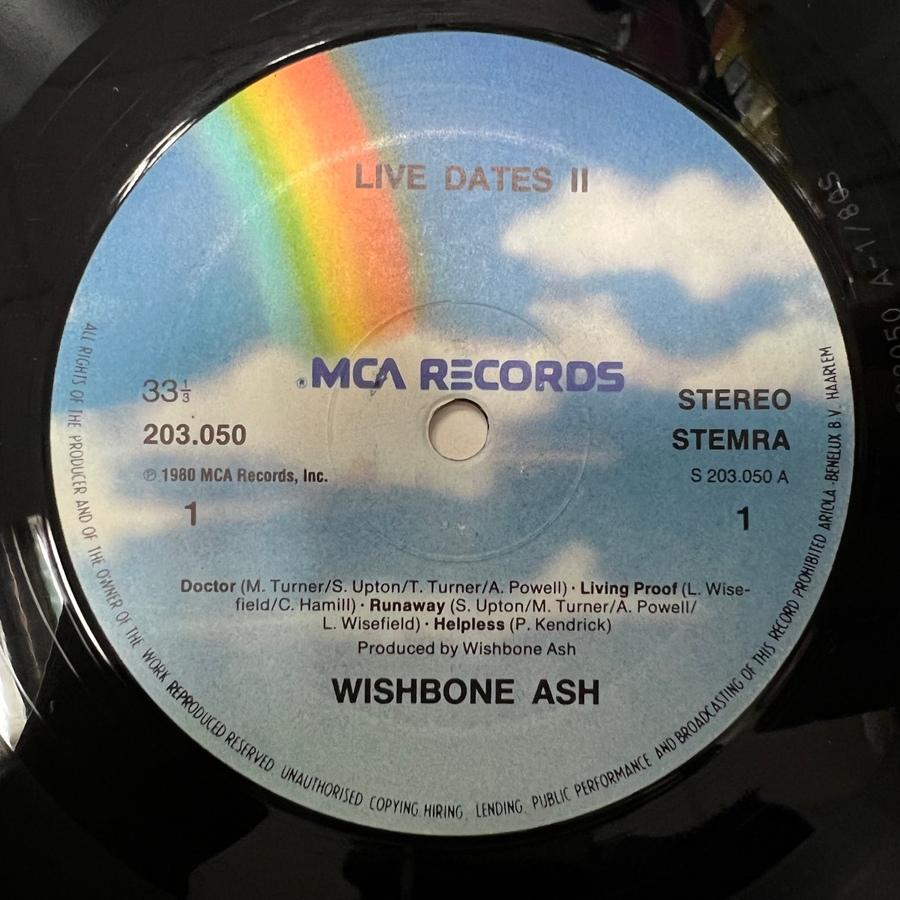 LIVE DATES II
® MCA RECORDS
33⅓
203.050
℗ 1980 MCA Records, Inc.
1
STEREO
STEMRA
S 203.050 A
1
Doctor (M. Turner/S. Upton/T. Turner/A. Powell) · Living Proof (L. Wise-
field/C. Hamill) · Runaway (S. Upton/M. Turner/A. Powell/
L. Wisefield) · Helpless (P. Kendrick)
Produced by Wishbone Ash
WISHBONE ASH
ALL RIGHTS OF THE PRODUCER AND OF THE OWNER OF THE WORK REPRODUCED RESERVED UNAUTHORISED COPYING, HIRING, LENDING, PUBLIC PERFORMANCE AND BROADCASTING OF THIS RECORD PROHIBITED ARIOLA-BENELUX B.V. HAARLEM